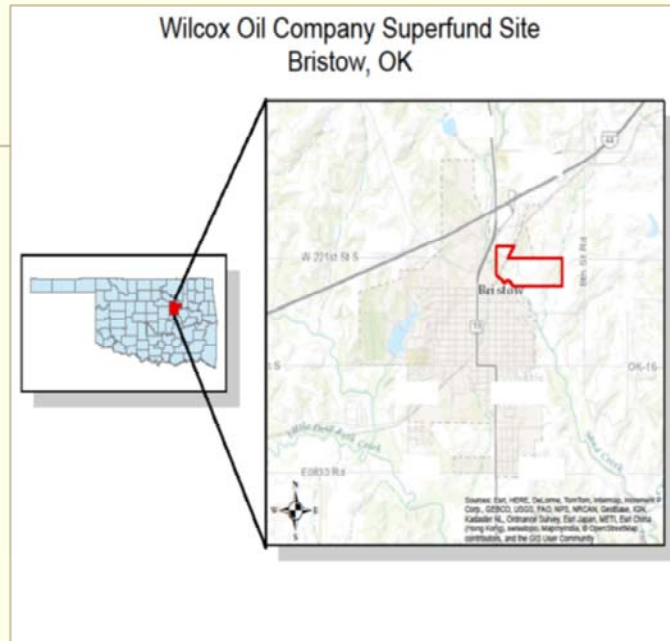 Wilcox Oil Company Superfund Site
Bristow, OK
44
W 221st St S
Bristow
OK-16
E0833 Rd
Sand Creek
N
W E
S
Sources: Esri, HERE, DeLorme, TomTom, Intermap, increment P
Corp., GEBCO, USGS, FAO, NPS, NRCAN, GeoBase, IGN,
Kadaster NL, Ordnance Survey, Esri Japan, METI, Esri China
(Hong Kong), swisstopo, MapmyIndia, © OpenStreetMap
contributors, and the GIS User Community